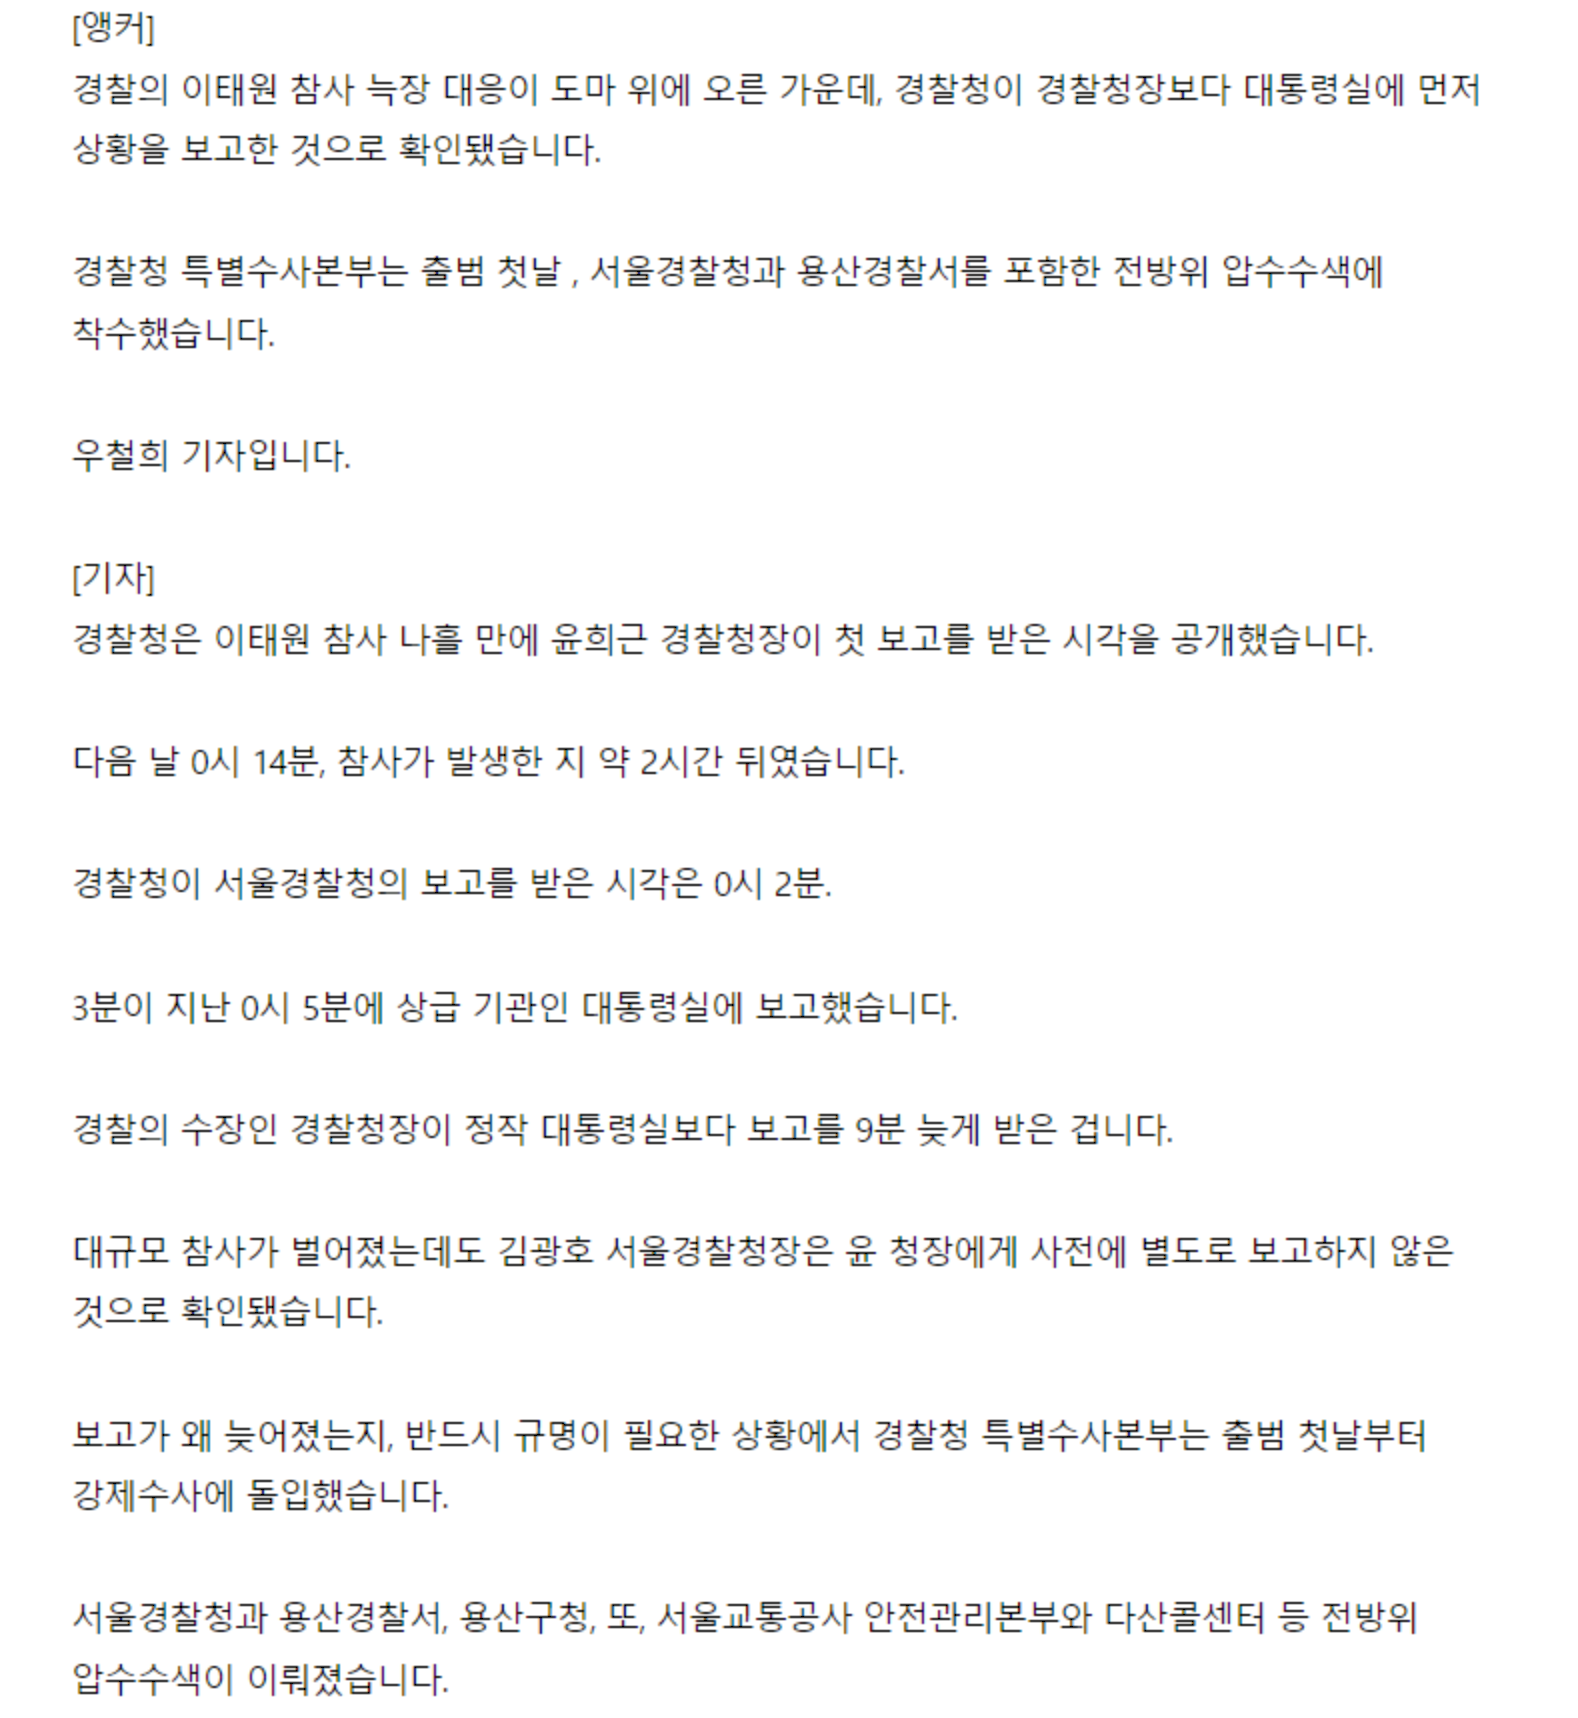 [앵커]
경찰의 이태원 참사 늑장 대응이 도마 위에 오른 가운데, 경찰청이 경찰청장보다 대통령실에 먼저
상황을 보고한 것으로 확인됐습니다.
경찰청 특별수사본부는 출범 첫날 , 서울경찰청과 용산경찰서를 포함한 전방위 압수수색에
착수했습니다.
우철희 기자입니다.
[기자]
경찰청은 이태원 참사 나흘 만에 윤희근 경찰청장이 첫 보고를 받은 시각을 공개했습니다.
다음 날 0시 14분, 참사가 발생한 지 약 2시간 뒤였습니다.
경찰청이 서울경찰청의 보고를 받은 시각은 0시 2분.
3분이 지난 0시 5분에 상급 기관인 대통령실에 보고했습니다.
경찰의 수장인 경찰청장이 정작 대통령실보다 보고를 9분 늦게 받은 겁니다.
대규모 참사가 벌어졌는데도 김광호 서울경찰청장은 윤 청장에게 사전에 별도로 보고하지 않은
것으로 확인됐습니다.
보고가 왜 늦어졌는지, 반드시 규명이 필요한 상황에서 경찰청 특별수사본부는 출범 첫날부터
강제수사에 돌입했습니다.
서울경찰청과 용산경찰서, 용산구청, 또, 서울교통공사 안전관리본부와 다산콜센터 등 전방위
압수수색이 이뤄졌습니다.